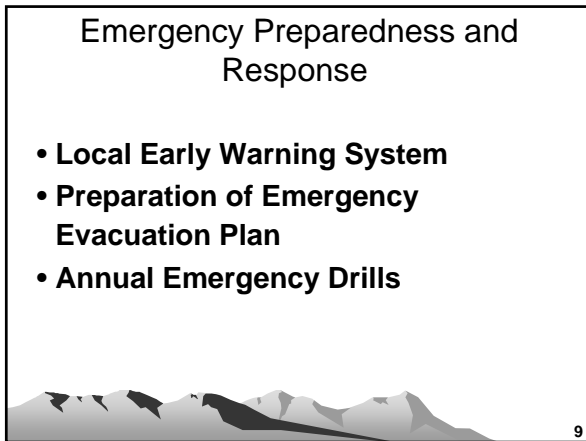 Emergency Preparedness and
Response
• Local Early Warning System
• Preparation of Emergency
Evacuation Plan
• Annual Emergency Drills
9